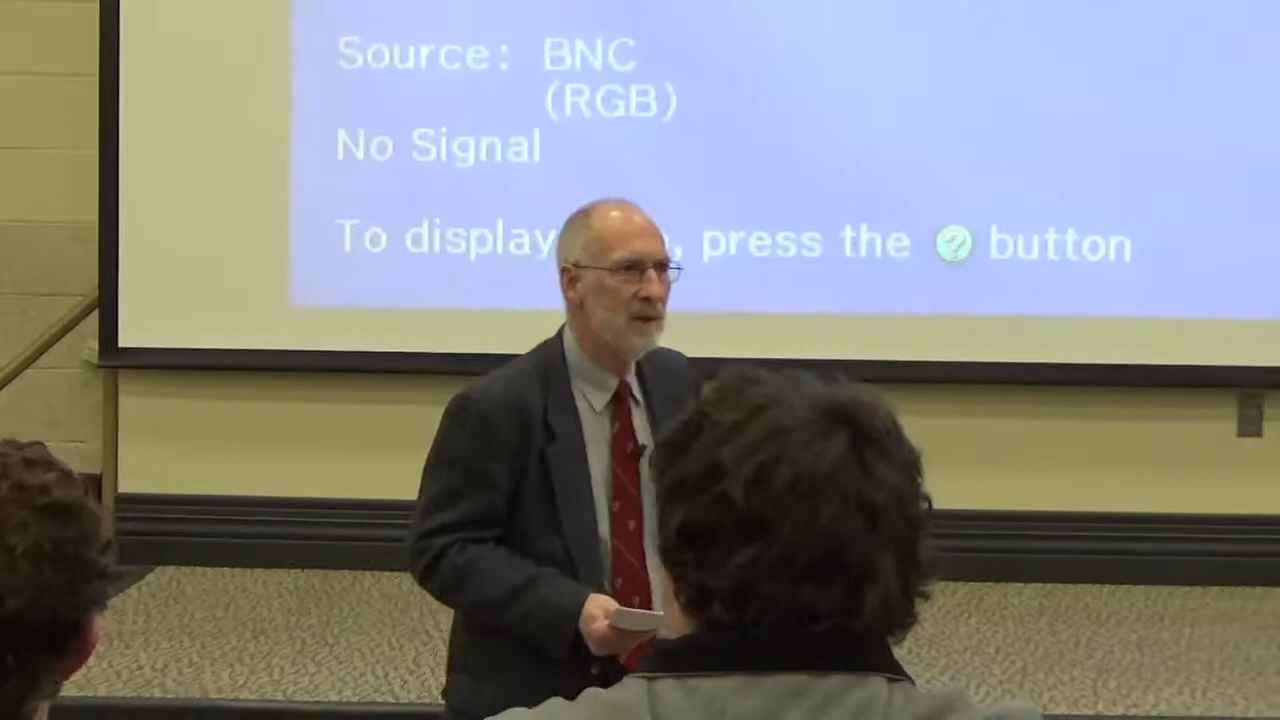 Source: BNC
(RGB)
No Signal
To display , press the ? button